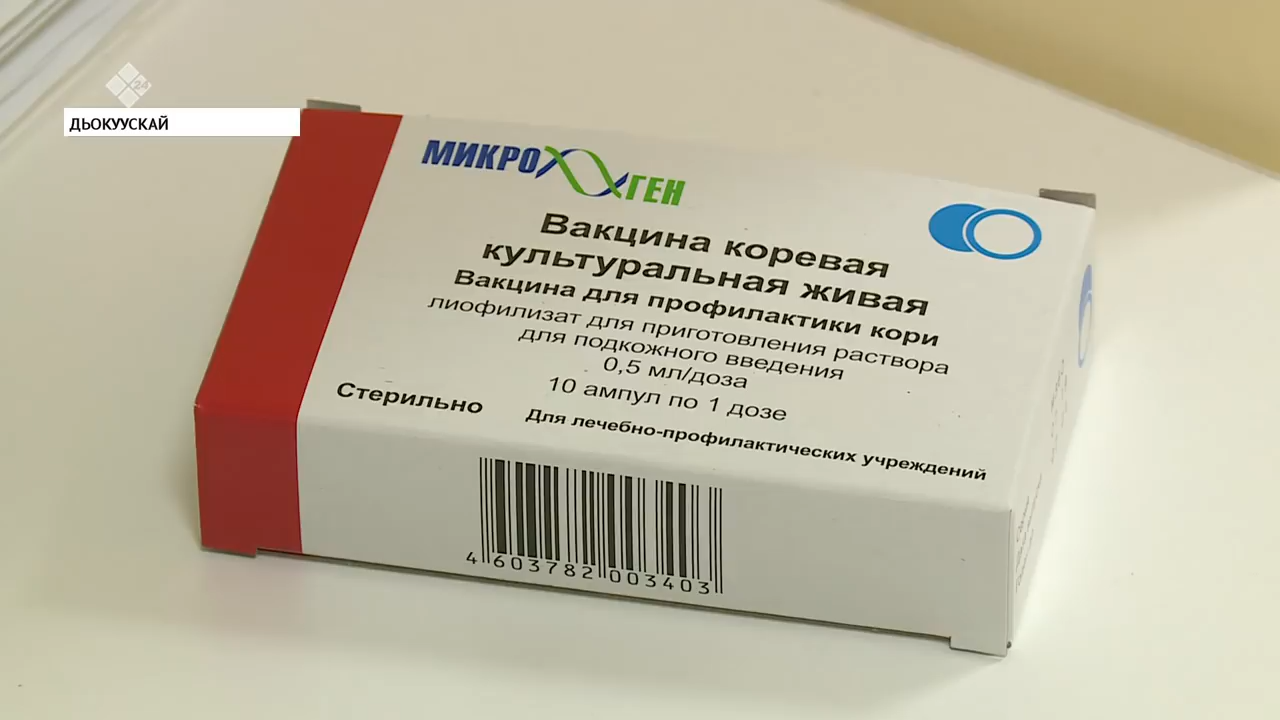 24
ДЬОКУУСКАЙ
МИКРОГЕН
Вакцина коревая
культуральная живая
Вакцина для профилактики кори
лиофилизат для приготовления раствора
для подкожного введения
0,5 мл/доза
10 ампул по 1 дозе
Стерильно
Для лечебно-профилактических учреждений
4 603782 003403